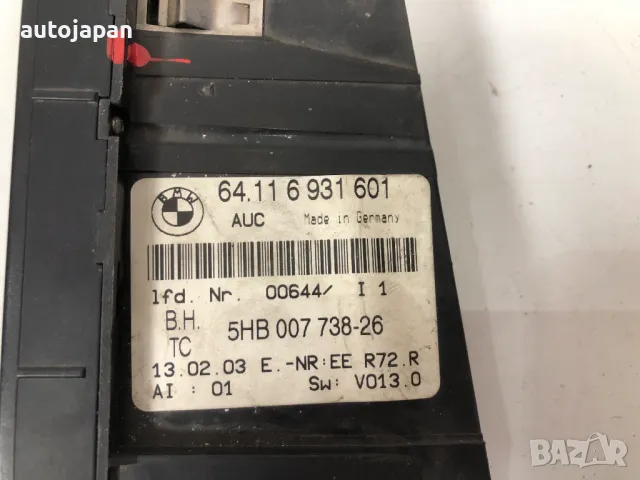 autojapan
BMW
64.11 6 931 601
AUC Made in Germany
lfd. Nr. 00644/ I 1
B.H. 5HB 007 738-26
TC
13.02.03 E.-NR:EE R72.R
AI : 01 SW: V013.0
BAZAR
bg